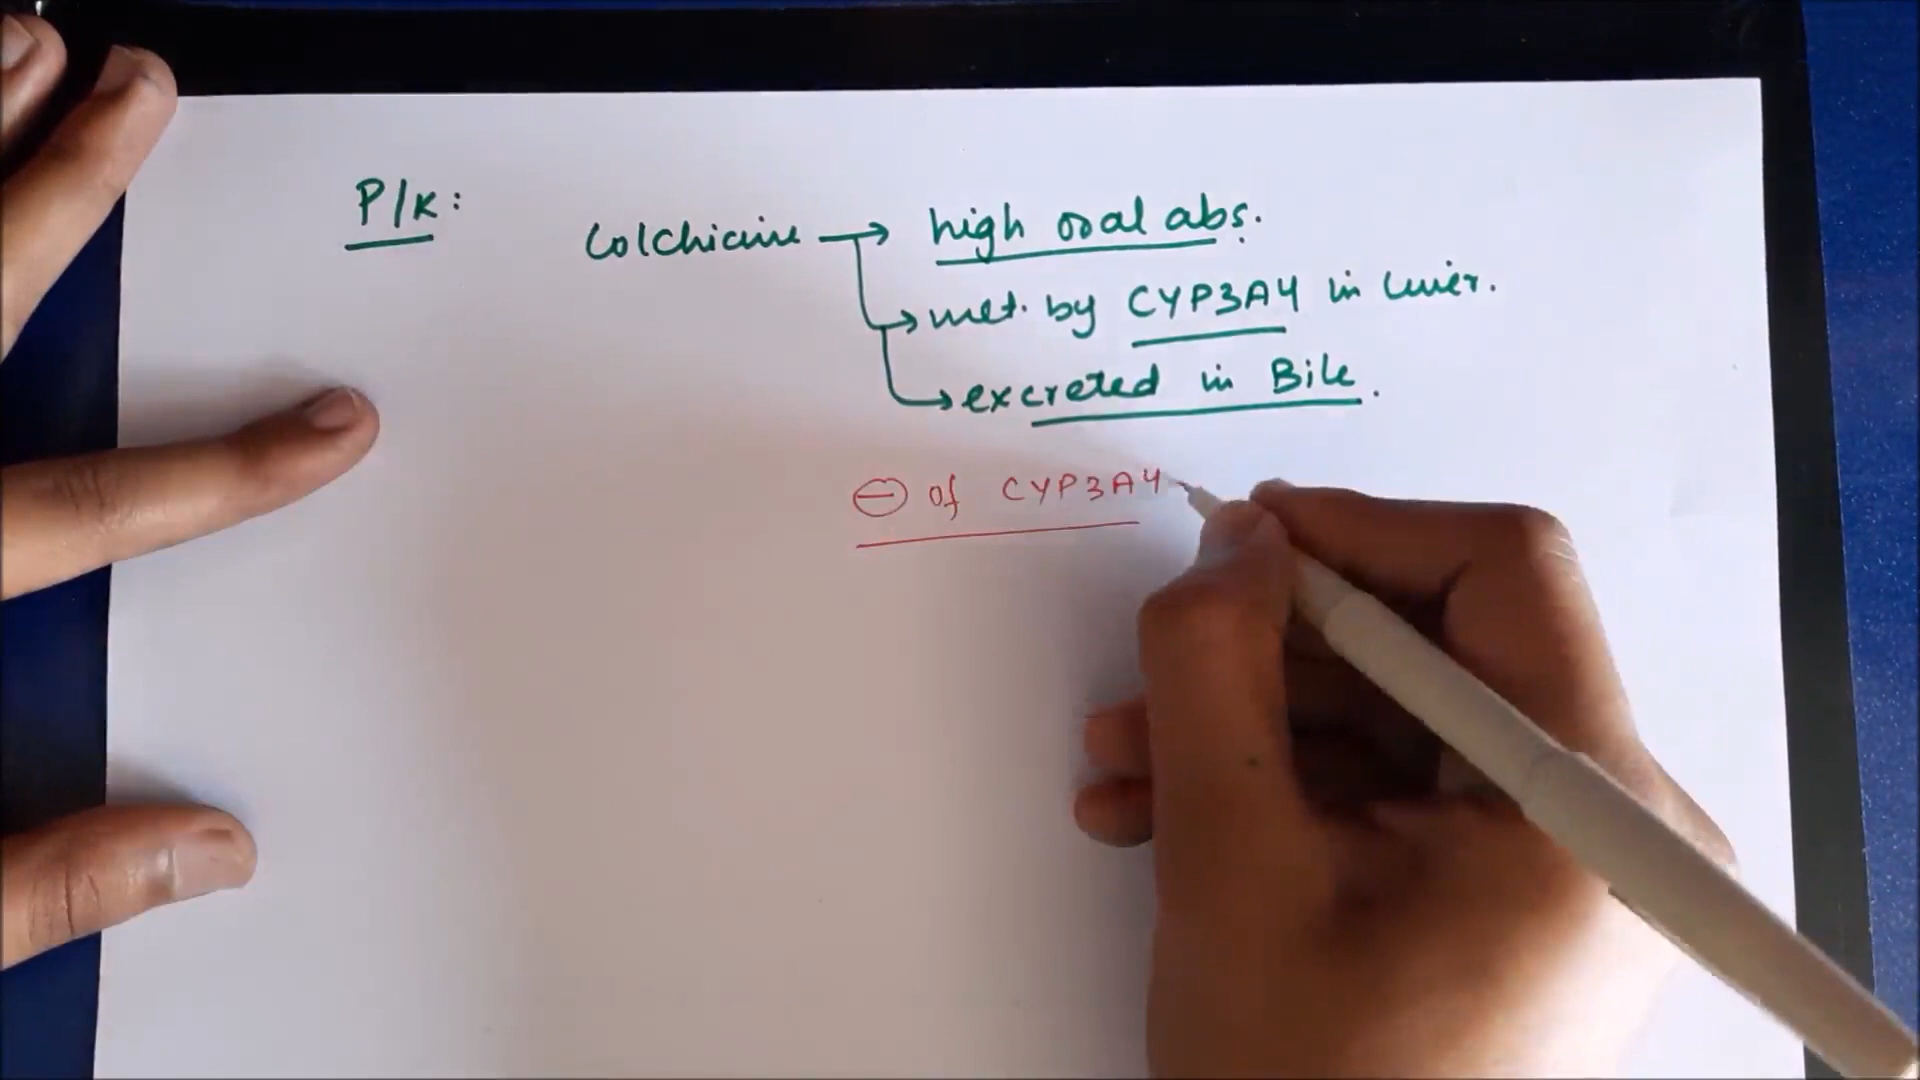 P/K:
Colchicine → high oral abs.
→ met. by CYP3A4 in liver.
→ excreted in Bile.
⊖ of CYP3A4